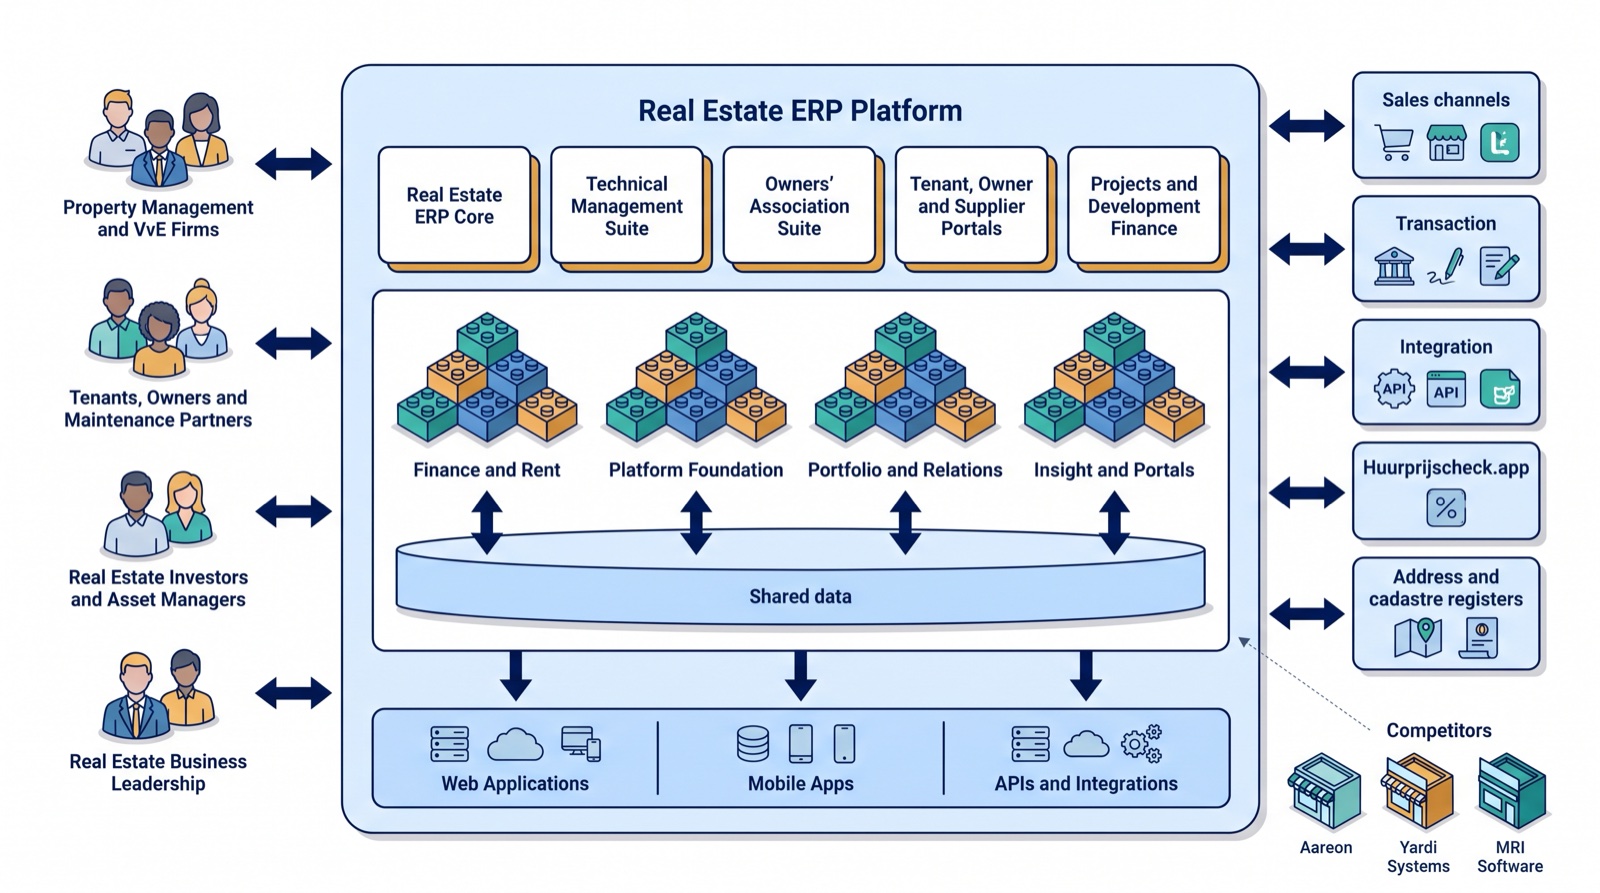 Real Estate ERP Platform
Property Management
and VvE Firms
Tenants, Owners and
Maintenance Partners
Real Estate Investors
and Asset Managers
Real Estate Business
Leadership
Real Estate
ERP Core
Technical
Management
Suite
Owners’
Association
Suite
Tenant, Owner
and Supplier
Portals
Projects and
Development
Finance
Finance and Rent
Platform Foundation
Portfolio and Relations
Insight and Portals
Shared data
Web Applications
Mobile Apps
APIs and Integrations
Sales channels
Transaction
Integration
API
API
Huurprijscheck.app
%
Address and
cadastre registers
Competitors
Aareon
Yardi
Systems
MRI
Software